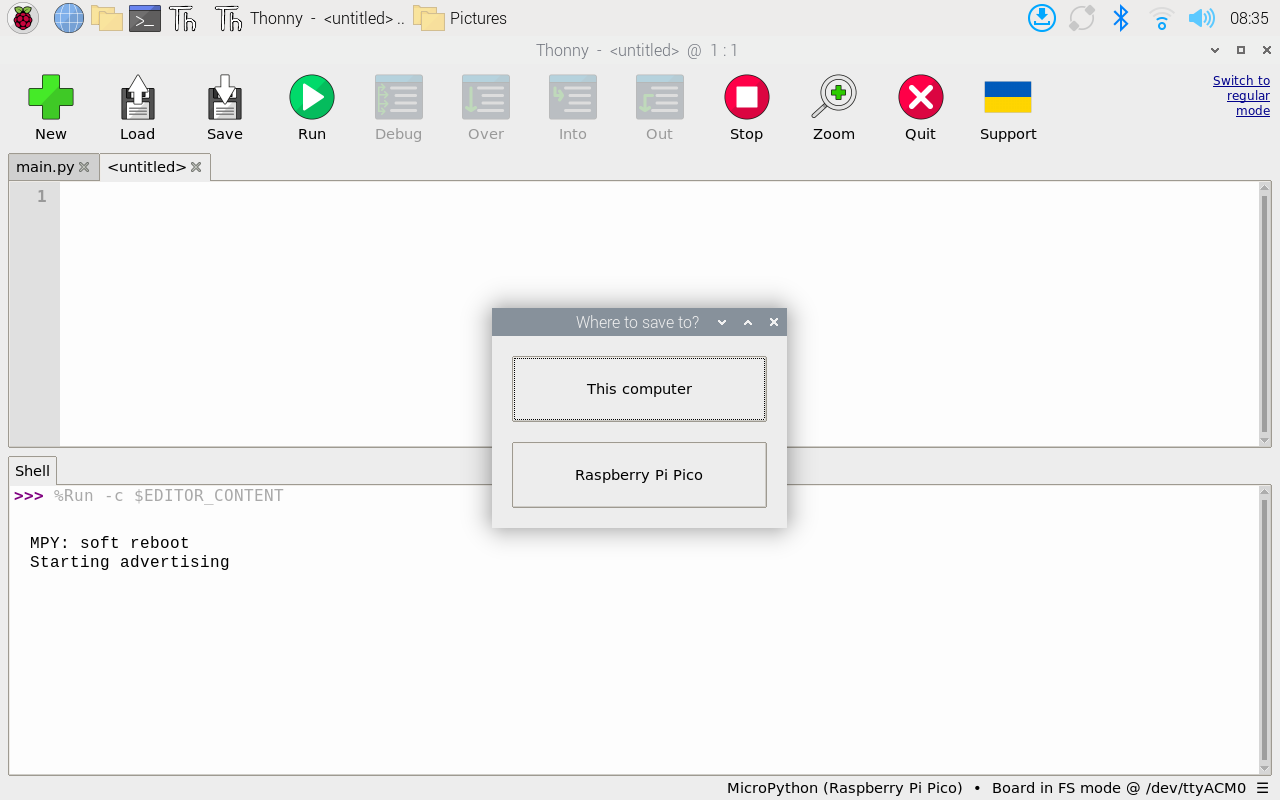 Thonny - <untitled> .. Pictures 08:35
Thonny - <untitled> @ 1 : 1
New Load Save Run Debug Over Into Out Stop Zoom Quit Support
Switch to
regular
mode
main.py <untitled>
1
Where to save to?
This computer
Raspberry Pi Pico
Shell
>>> %Run -c $EDITOR_CONTENT
MPY: soft reboot
Starting advertising
MicroPython (Raspberry Pi Pico) • Board in FS mode @ /dev/ttyACM0 ☰